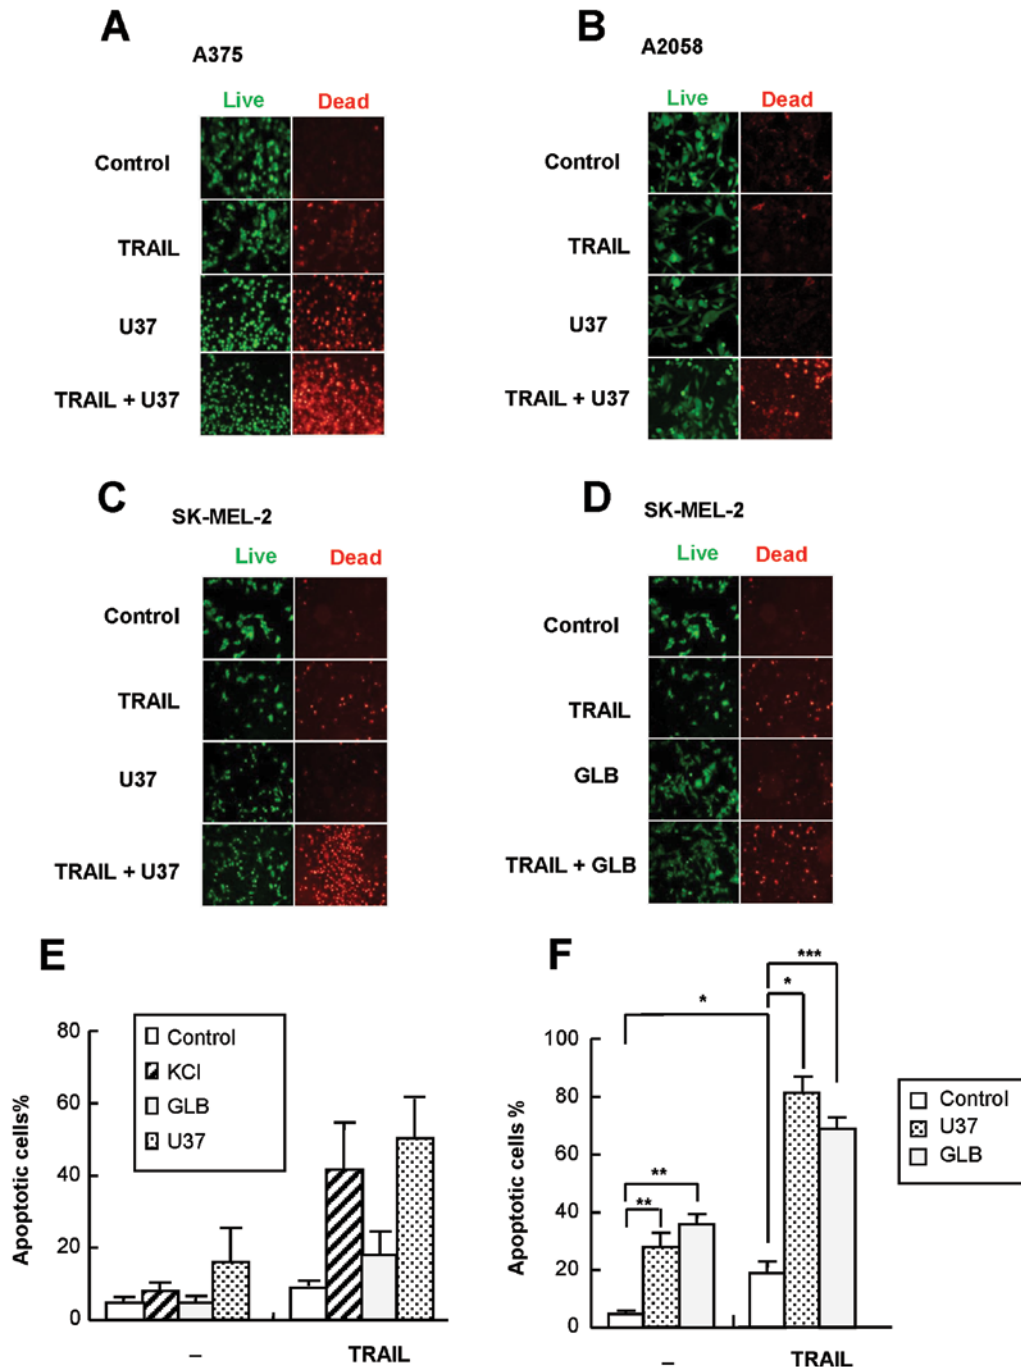 A
A375
Live Dead
Control
TRAIL
U37
TRAIL + U37
B
A2058
Live Dead
Control
TRAIL
U37
TRAIL + U37
C
SK-MEL-2
Live Dead
Control
TRAIL
U37
TRAIL + U37
D
SK-MEL-2
Live Dead
Control
TRAIL
GLB
TRAIL + GLB
E
Apoptotic cells%
80
60
40
20
0
Control
KCl
GLB
U37
– TRAIL
F
Apoptotic cells %
100
80
60
40
20
0
***
*
*
**
**
Control
U37
GLB
– TRAIL